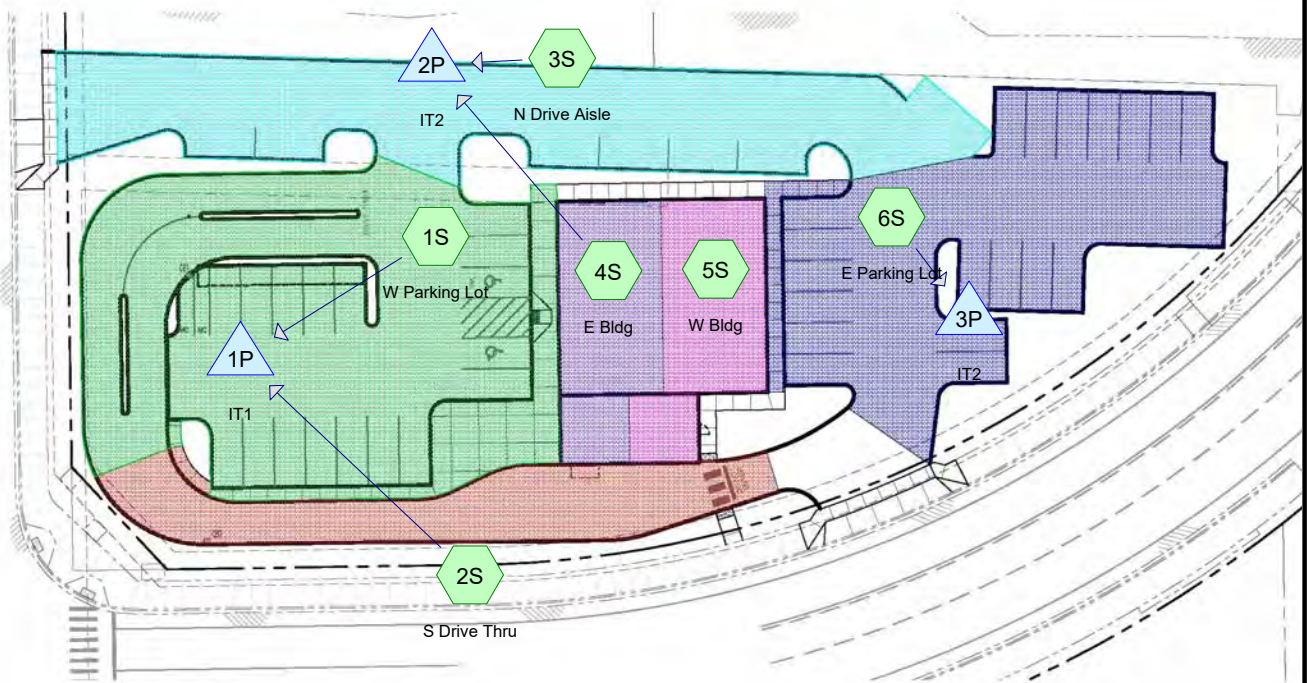 2P
3S
IT2
N Drive Aisle
1S
6S
4S
5S
W Parking Lot
E Parking Lot
E Bldg
W Bldg
3P
1P
IT2
IT1
2S
S Drive Thru